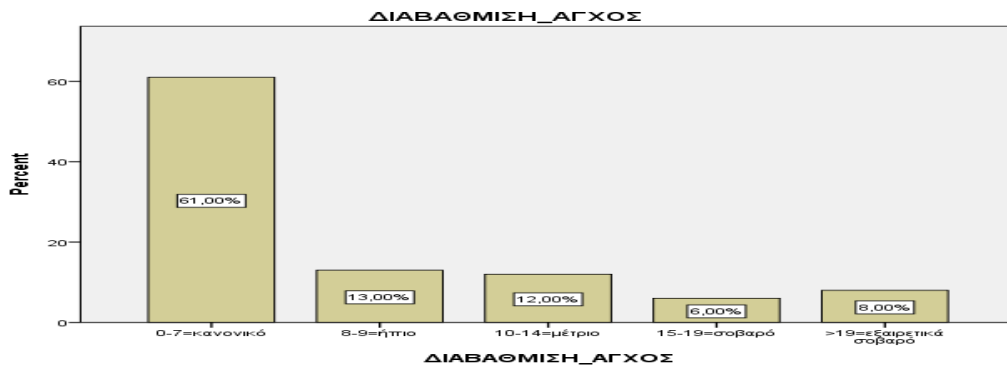 ΔΙΑΒΑΘΜΙΣΗ_ΑΓΧΟΣ
Percent
60
40
20
0
61,00%
13,00%
12,00%
6,00%
8,00%
0-7=κανονικό
8-9=ήπιο
10-14=μέτριο
15-19=σοβαρό
>19=εξαιρετικά
σοβαρό
ΔΙΑΒΑΘΜΙΣΗ_ΑΓΧΟΣ